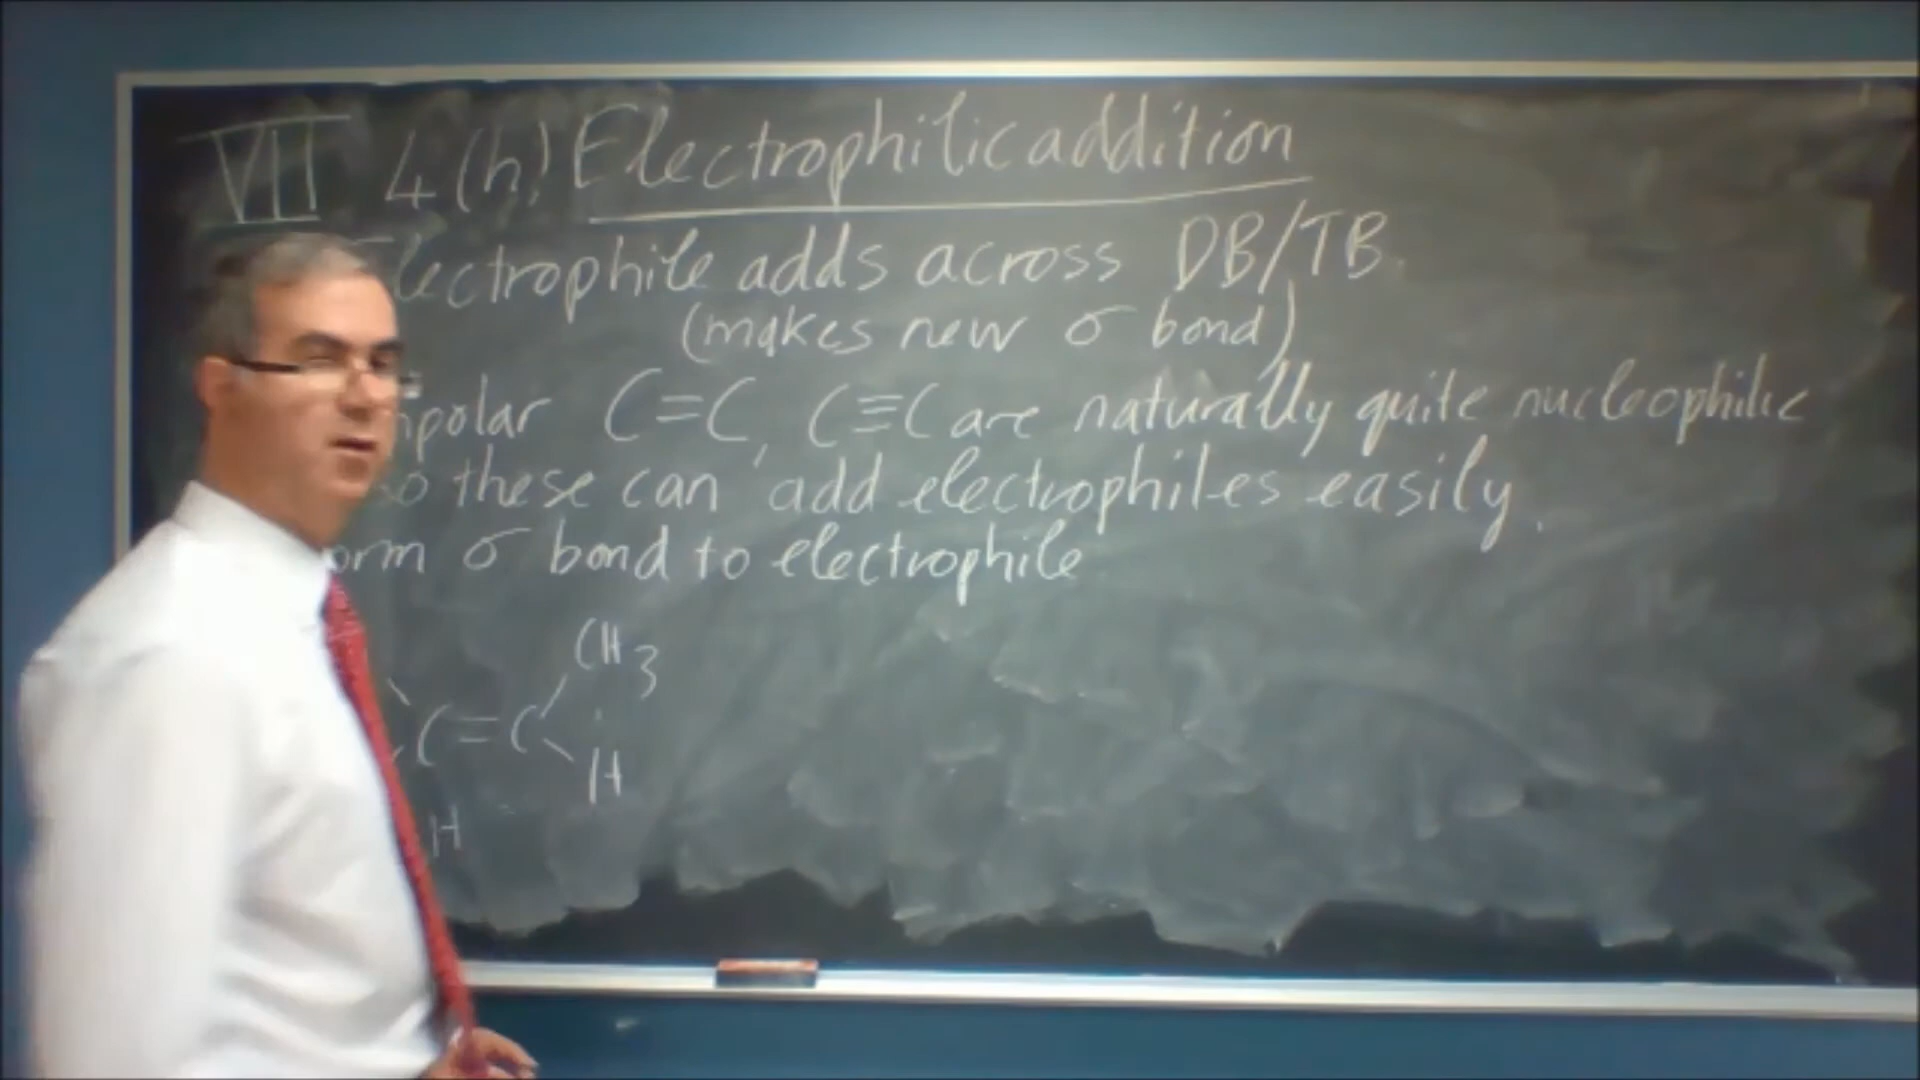 VII 4(h) Electrophilic addition
lectrophile adds across DB/TB.
(makes new σ bond)
polar C=C, C≡C are naturally quite nucleophilic
so these can add electrophiles easily.
orm σ bond to electrophile
CH3
C=C
H
H